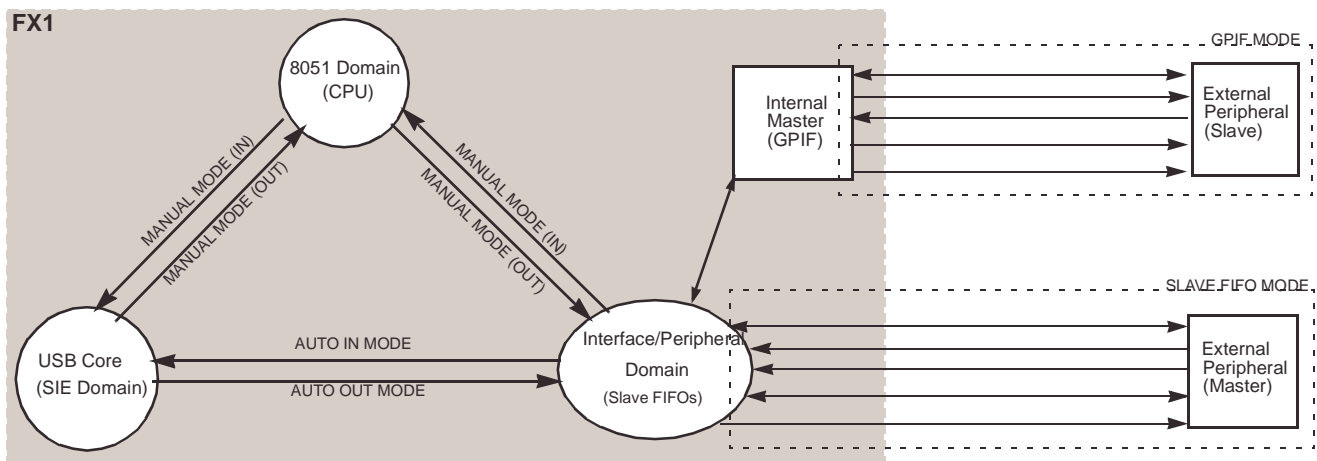 FX1
GPIF MODE
8051 Domain
(CPU)
Internal
Master
(GPIF)
External
Peripheral
(Slave)
MANUAL MODE (IN)
MANUAL MODE (OUT)
MANUAL MODE (IN)
MANUAL MODE (OUT)
SLAVE FIFO MODE
USB Core
(SIE Domain)
AUTO IN MODE
AUTO OUT MODE
Interface/Peripheral
Domain
(Slave FIFOs)
External
Peripheral
(Master)